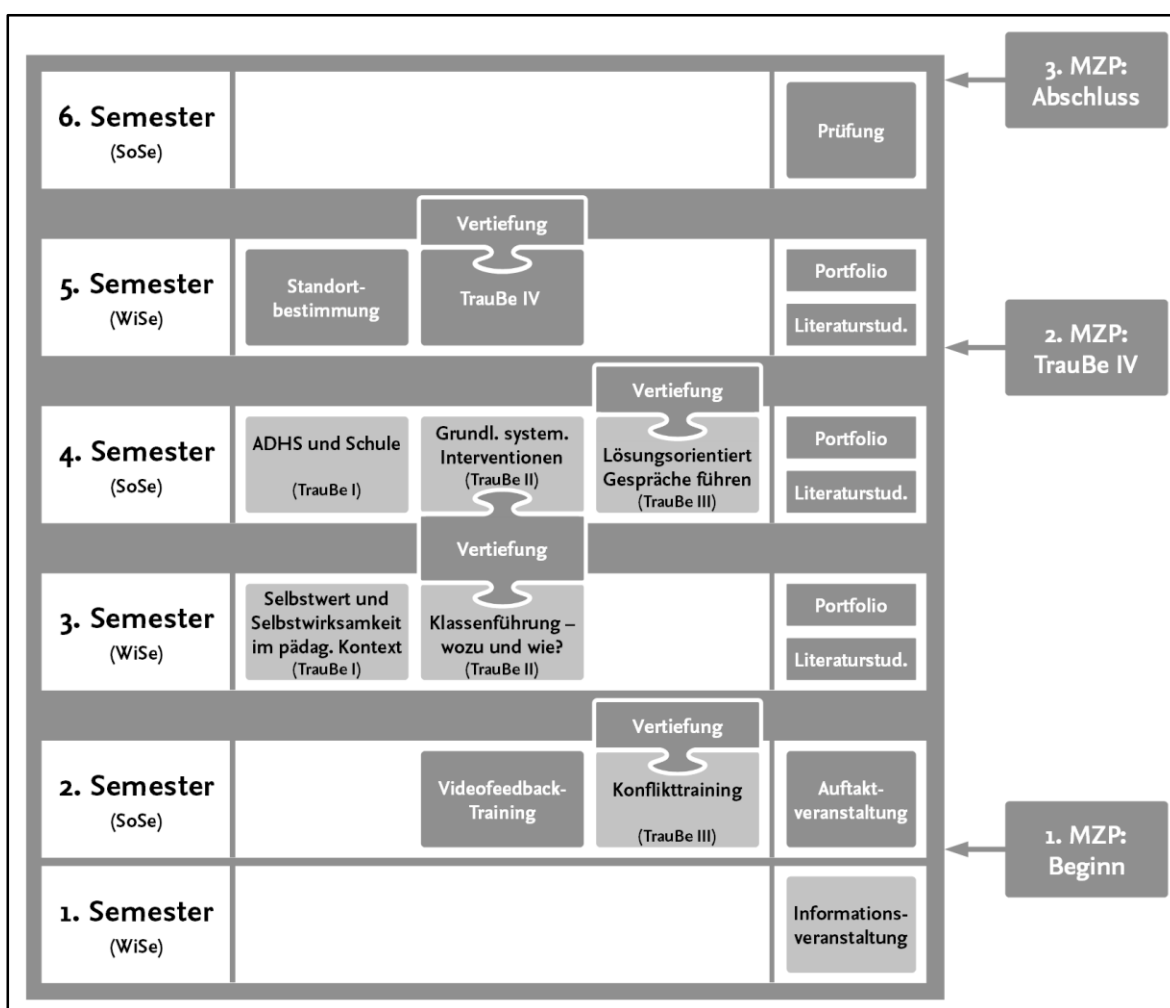 3. MZP:
Abschluss
6. Semester
(SoSe)
Prüfung
Vertiefung
5. Semester
(WiSe)
Standort-
bestimmung
TrauBe IV
Portfolio
Literaturstud.
2. MZP:
TrauBe IV
Vertiefung
4. Semester
(SoSe)
ADHS und Schule
(TrauBe I)
Grundl. system.
Interventionen
(TrauBe II)
Lösungsorientiert
Gespräche führen
(TrauBe III)
Portfolio
Literaturstud.
Vertiefung
3. Semester
(WiSe)
Selbstwert und
Selbstwirksamkeit
im pädag. Kontext
(TrauBe I)
Klassenführung –
wozu und wie?
(TrauBe II)
Portfolio
Literaturstud.
Vertiefung
2. Semester
(SoSe)
Videofeedback-
Training
Konflikttraining
(TrauBe III)
Auftakt-
veranstaltung
1. MZP:
Beginn
1. Semester
(WiSe)
Informations-
veranstaltung